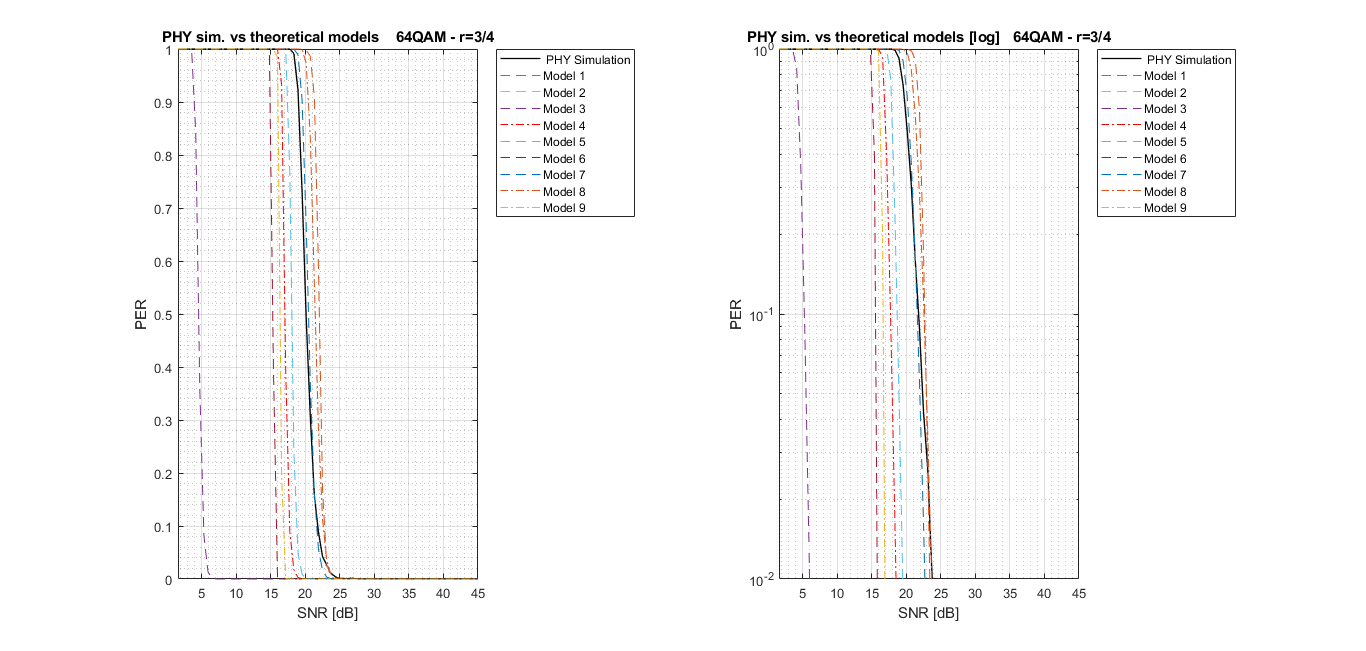 PHY sim. vs theoretical models 64QAM - r=3/4
1
0.9
0.8
0.7
0.6
0.5
0.4
0.3
0.2
0.1
0
PER
5 10 15 20 25 30 35 40 45
SNR [dB]
PHY Simulation
Model 1
Model 2
Model 3
Model 4
Model 5
Model 6
Model 7
Model 8
Model 9
PHY sim. vs theoretical models [log] 64QAM - r=3/4
10^0
10^-1
10^-2
PER
5 10 15 20 25 30 35 40 45
SNR [dB]
PHY Simulation
Model 1
Model 2
Model 3
Model 4
Model 5
Model 6
Model 7
Model 8
Model 9